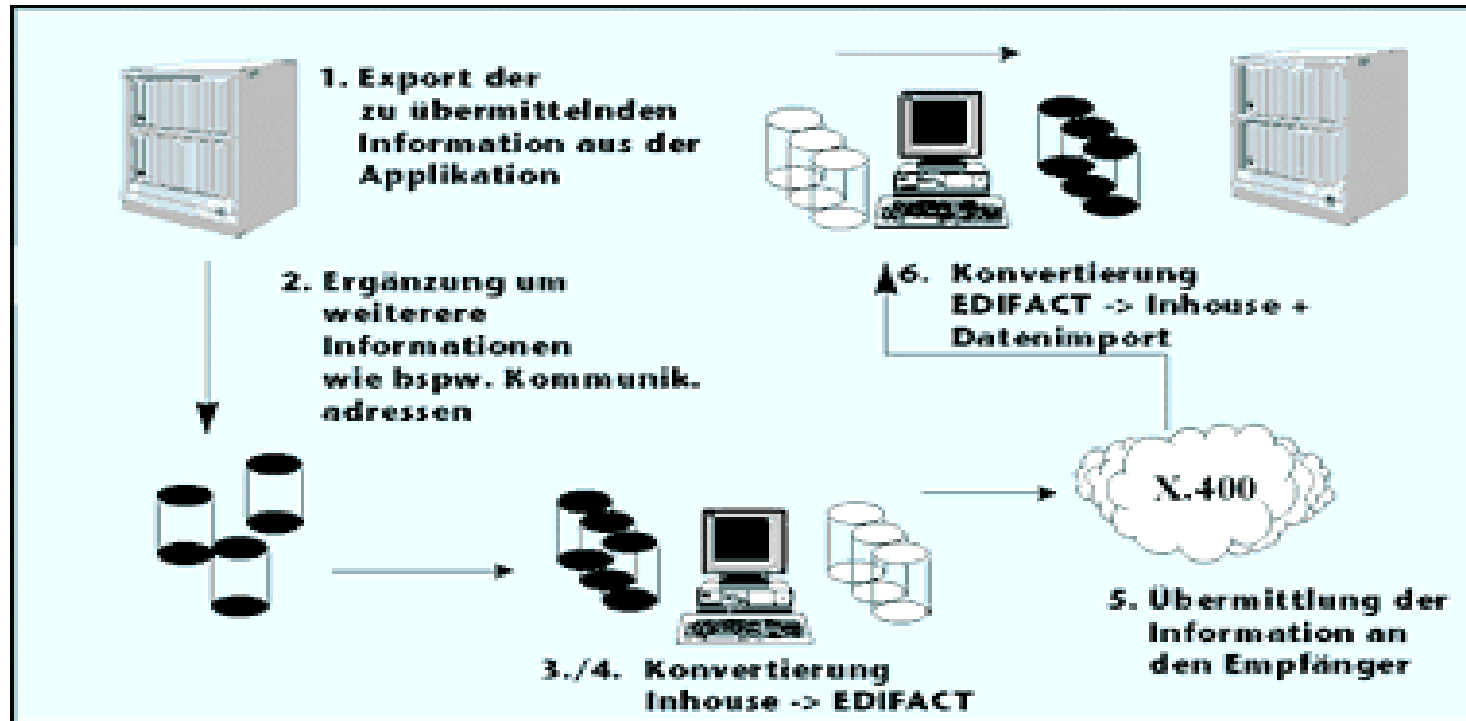 1. Export der
zu übermittelnden
Information aus der
Applikation
2. Ergänzung um
weiterere
Informationen
wie bspw. Kommunik.
adressen
3./4. Konvertierung
Inhouse -> EDIFACT
X.400
5. Übermittlung der
Information an
den Empfänger
6. Konvertierung
EDIFACT -> Inhouse +
Datenimport